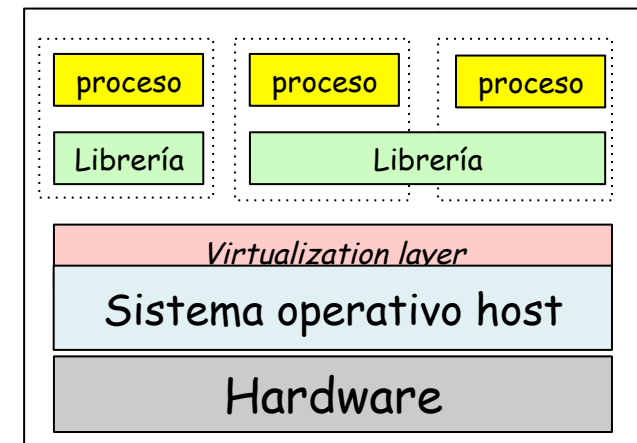 proceso proceso proceso
Librería Librería
Virtualization layer
Sistema operativo host
Hardware